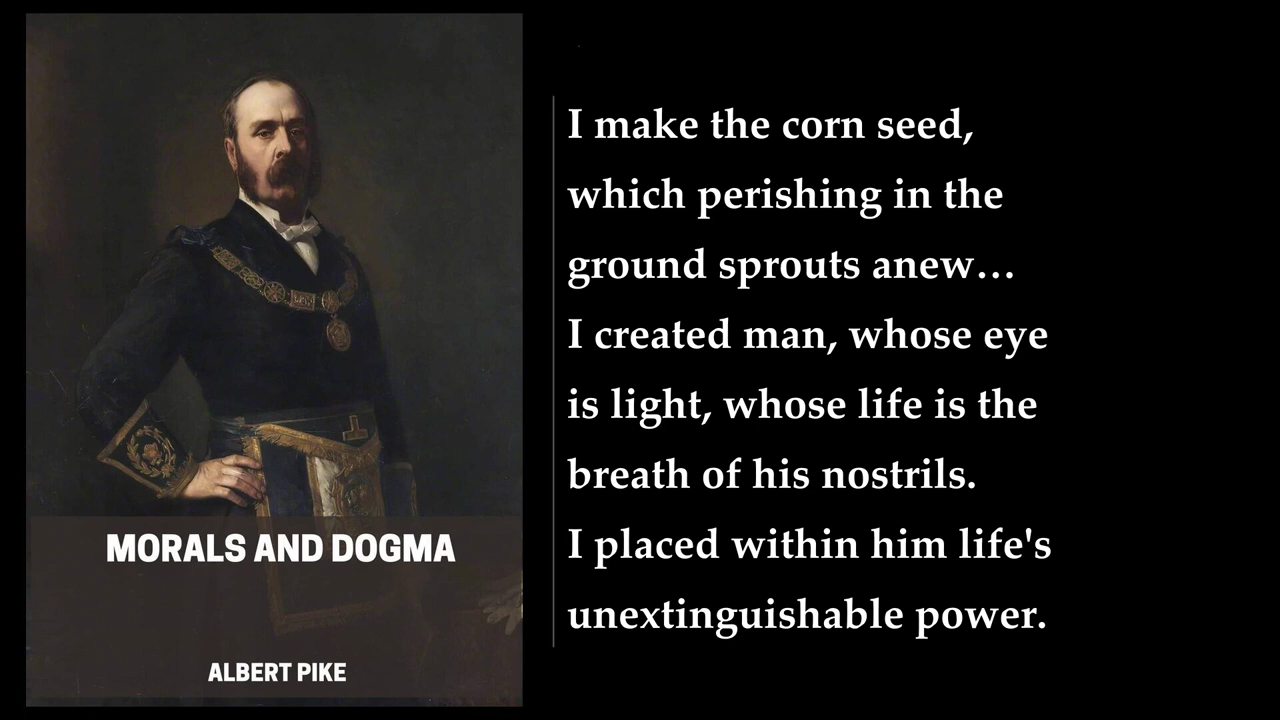 MORALS AND DOGMA
ALBERT PIKE
I make the corn seed,
which perishing in the
ground sprouts anew…
I created man, whose eye
is light, whose life is the
breath of his nostrils.
I placed within him life's
unextinguishable power.